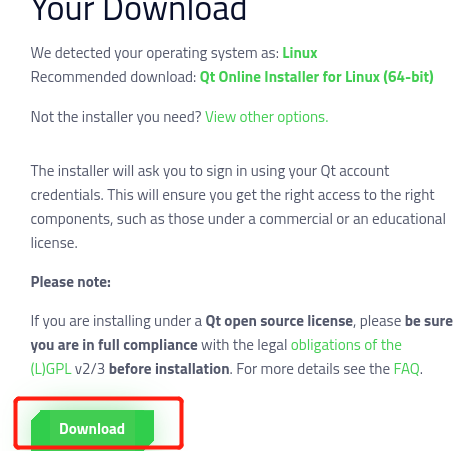 Your Download
We detected your operating system as: Linux
Recommended download: Qt Online Installer for Linux (64-bit)
Not the installer you need? View other options.
The installer will ask you to sign in using your Qt account
credentials. This will ensure you get the right access to the right
components, such as those under a commercial or an educational
license.
Please note:
If you are installing under a Qt open source license, please be sure
you are in full compliance with the legal obligations of the
(L)GPL v2/3 before installation. For more details see the FAQ.
Download